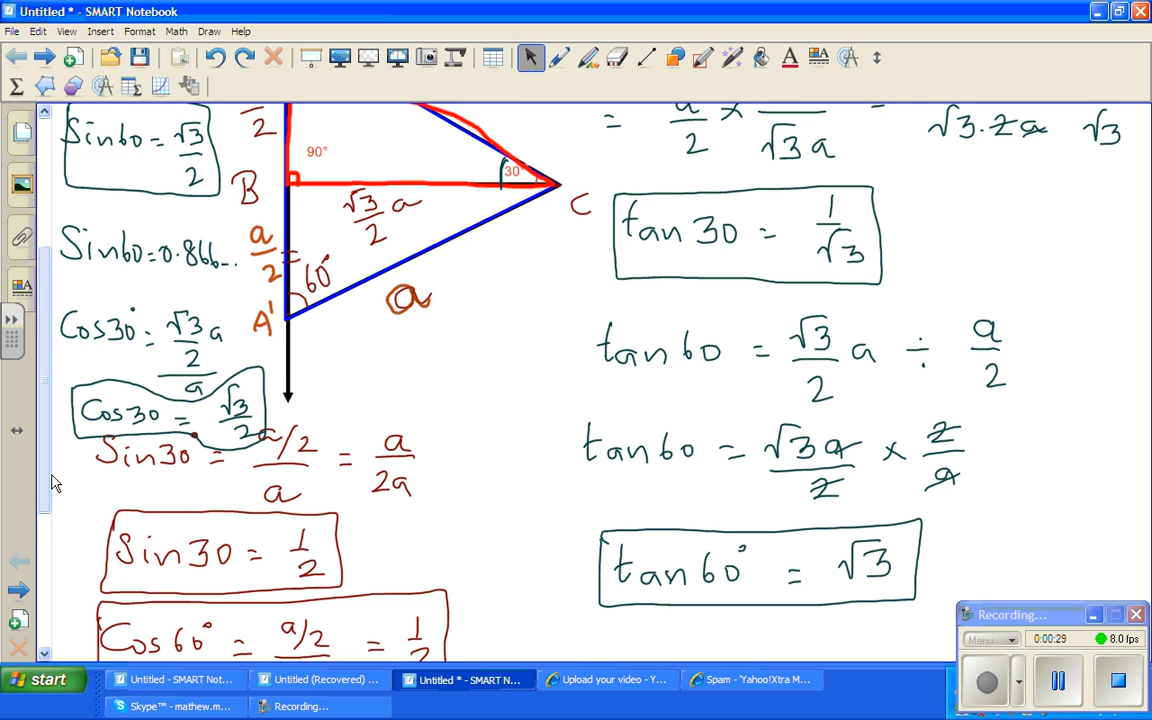 Untitled * - SMART Notebook
File Edit View Insert Format Math Draw Help
Sin60 = √3/2
2
90°
30°
B
√3/2 a
C
Sin60=0.866-..
a/2
60°
A'
a
Cos30° = √3/2 a / a
Cos30 = √3/2
Sin30 = a/2 / a = a/2a
Sin30 = 1/2
Cos60° = a/2 = 1/2
= a/2 × / √3a = √3.2a √3
tan 30 = 1/√3
tan60 = √3/2 a ÷ a/2
tan60 = √3a/2 × 2/a
tan60° = √3
Recording...
Menu
0:00:29
8.0 fps
start
Untitled - SMART Not...
Untitled (Recovered) ...
Untitled * - SMART N...
Upload your video - Y...
Spam - 'Yahoo!Xtra M...
Skype™ - mathew.m...
Recording...